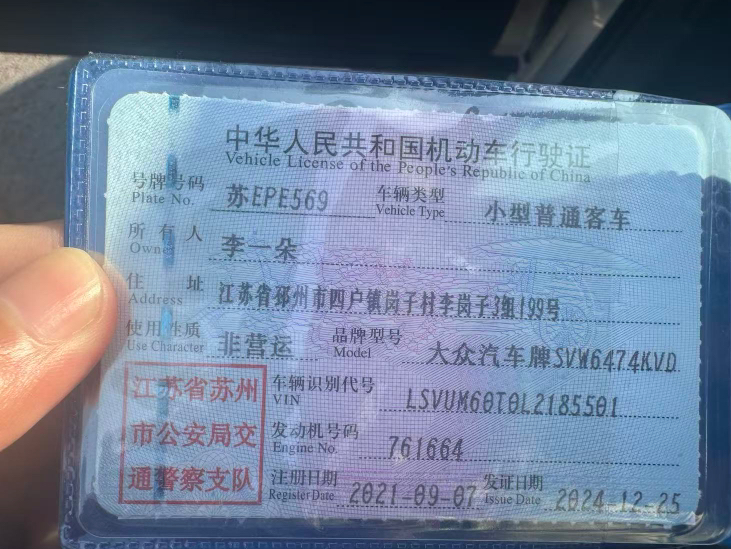 中华人民共和国机动车行驶证
Vehicle License of the People's Republic of China
号牌号码 苏EPE569 车辆类型 小型普通客车
Plate No. Vehicle Type
所有人 李一朵
Owner
住址 江苏省邳州市四户镇岗子村李岗子3组199号
Address
使用性质 非营运 品牌型号 大众汽车牌SVW6474KVD
Use Character Model
江苏省苏州
市公安局交
通警察支队
车辆识别代号 LSVUM60T0L2185501
VIN
发动机号码 761664
Engine No.
注册日期 2021-09-07 发证日期 2024-12-25
Register Date Issue Date